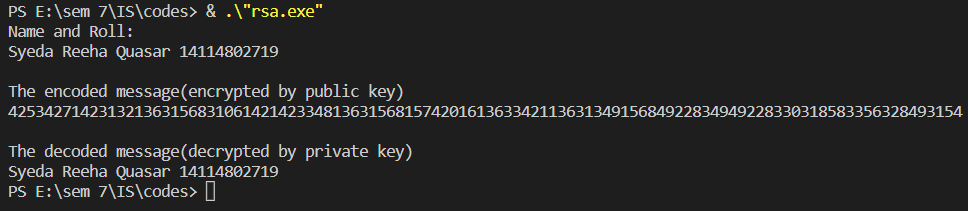 PS E:\sem 7\IS\codes> & .\"rsa.exe"
Name and Roll:
Syeda Reeha Quasar 14114802719
The encoded message(encrypted by public key)
4253427142313213631568310614214233481363156815742016136334211363134915684922834949228330318583356328493154
The decoded message(decrypted by private key)
Syeda Reeha Quasar 14114802719
PS E:\sem 7\IS\codes>